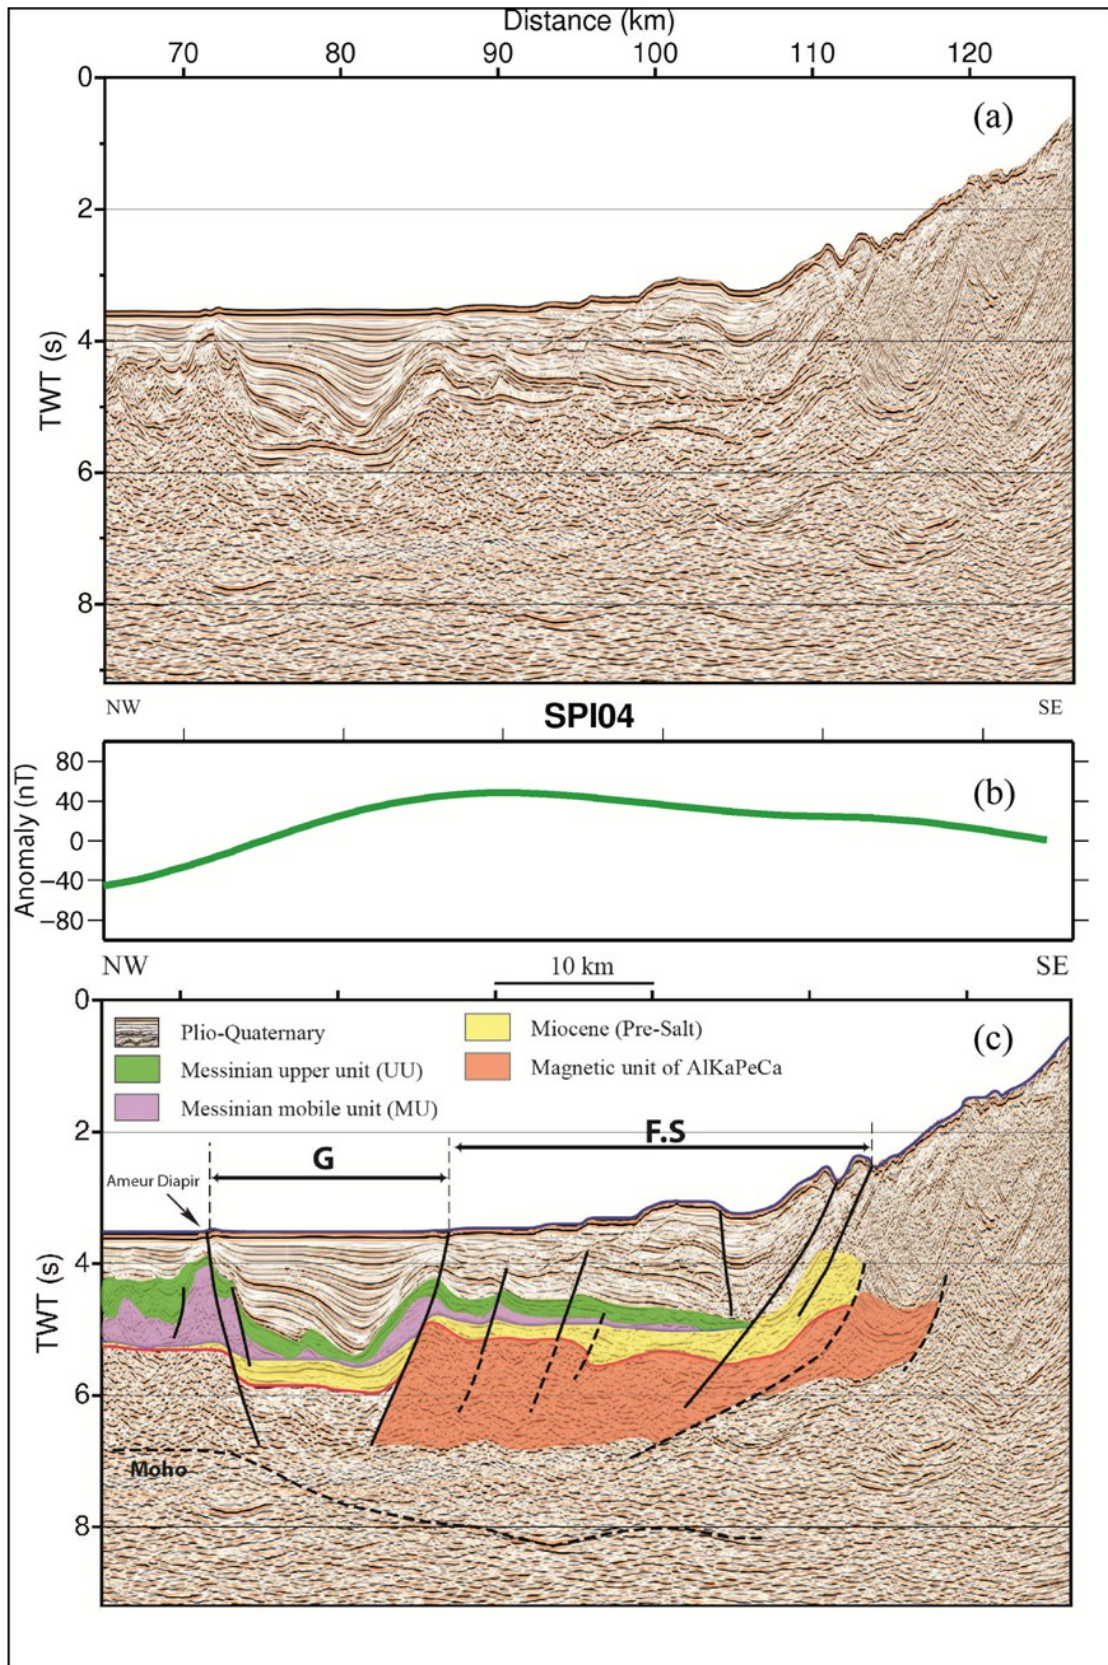 Distance (km)
70 80 90 100 110 120
0
(a)
2
4
TWT (s)
6
8
NW SPI04 SE
80
40
(b)
0
Anomaly (nT)
−40
−80
NW 10 km SE
0
(c)
Plio-Quaternary
Miocene (Pre-Salt)
Messinian upper unit (UU)
Magnetic unit of AlKaPeCa
Messinian mobile unit (MU)
2
F.S
G
Ameur Diapir
4
TWT (s)
6
Moho
8